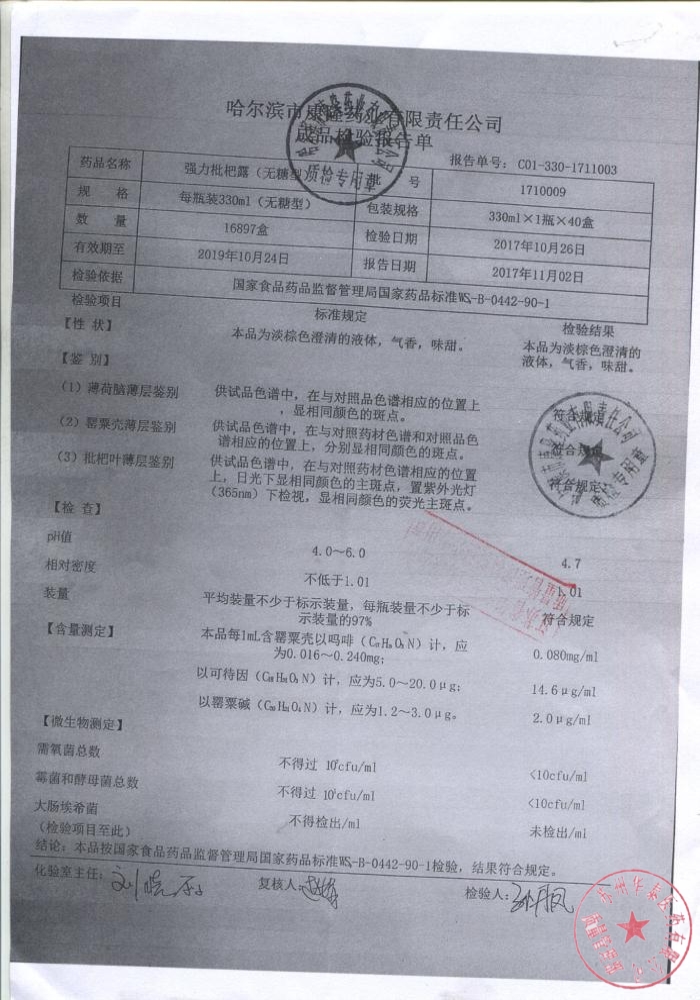 哈尔滨市康隆药业有限责任公司
成品检验报告单
报告单号: C01-330-1711003
药品名称 强力枇杷露(无糖型) 批 号 1710009
规 格 每瓶装330ml(无糖型) 包装规格 330ml×1瓶×40盒
数 量 16897盒 检验日期 2017年10月26日
有效期至 2019年10月24日 报告日期 2017年11月02日
检验依据 国家食品药品监督管理局国家药品标准WS-B-0442-90-1
检验项目 标准规定 检验结果
【性 状】 本品为淡棕色澄清的液体,气香,味甜。 本品为淡棕色澄清的
液体,气香,味甜。
【鉴 别】
(1)薄荷脑薄层鉴别 供试品色谱中,在与对照品色谱相应的位置上 符合规定
,显相同颜色的斑点。
(2)罂粟壳薄层鉴别 供试品色谱中,在与对照药材色谱和对照品色 符合规定
谱相应的位置上,分别显相同颜色的斑点。
(3)枇杷叶薄层鉴别 供试品色谱中,在与对照药材色谱相应的位置 符合规定
上,日光下显相同颜色的主斑点,置紫外光灯
(365nm)下检视,显相同颜色的荧光主斑点。
【检 查】
pH值 4.0~6.0 4.7
相对密度 不低于1.01 1.01
装量 平均装量不少于标示装量,每瓶装量不少于标 符合规定
示装量的97%
【含量测定】 本品每1mL含罂粟壳以吗啡(C₁₇H₁₉O₃N)计,应 0.080mg/ml
为0.016~0.240mg;
以可待因(C₁₈H₂₁O₃N)计,应为5.0~20.0μg; 14.6μg/ml
以罂粟碱(C₂₀H₂₁O₄N)计,应为1.2~3.0μg。 2.0μg/ml
【微生物测定】
需氧菌总数 不得过 10²cfu/ml <10cfu/ml
霉菌和酵母菌总数 不得过 10¹cfu/ml <10cfu/ml
大肠埃希菌 不得检出/ml 未检出/ml
(检验项目至此)
结论:本品按国家食品药品监督管理局国家药品标准WS-B-0442-90-1检验,结果符合规定。
化验室主任: 复核人: 检验人:
质检专用章